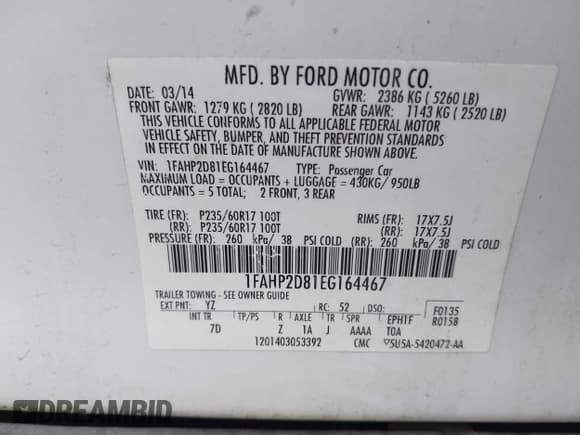 MFD. BY FORD MOTOR CO.
DATE: 03/14 GVWR: 2386 KG ( 5260 LB)
FRONT GAWR: 1279 KG ( 2820 LB) REAR GAWR: 1143 KG ( 2520 LB)
THIS VEHICLE CONFORMS TO ALL APPLICABLE FEDERAL MOTOR
VEHICLE SAFETY, BUMPER, AND THEFT PREVENTION STANDARDS
IN EFFECT ON THE DATE OF MANUFACTURE SHOWN ABOVE.
VIN: 1FAHP2D81EG164467 TYPE: Passenger Car
MAXIMUM LOAD = OCCUPANTS + LUGGAGE = 430KG/ 950LB
OCCUPANTS = 5 TOTAL; 2 FRONT, 3 REAR
TIRE (FR): P235/60R17 100T RIMS (FR): 17X7.5J
(RR): P235/60R17 100T (RR): 17X7.5J
PRESSURE (FR): 260 kPa/ 38 PSI COLD (RR): 260 kPa/ 38 PSI COLD
1FAHP2D81EG164467
TRAILER TOWING - SEE OWNER GUIDE
EXT PNT: YZ RC: 52 DSO: F0135
INT TR TP/PS R AXLE TR SPR EPH1F R0158
7D Z 1A J AAAA TOA
1201403053392 CMC ▽5U5A-5420472-AA
DREAMBID